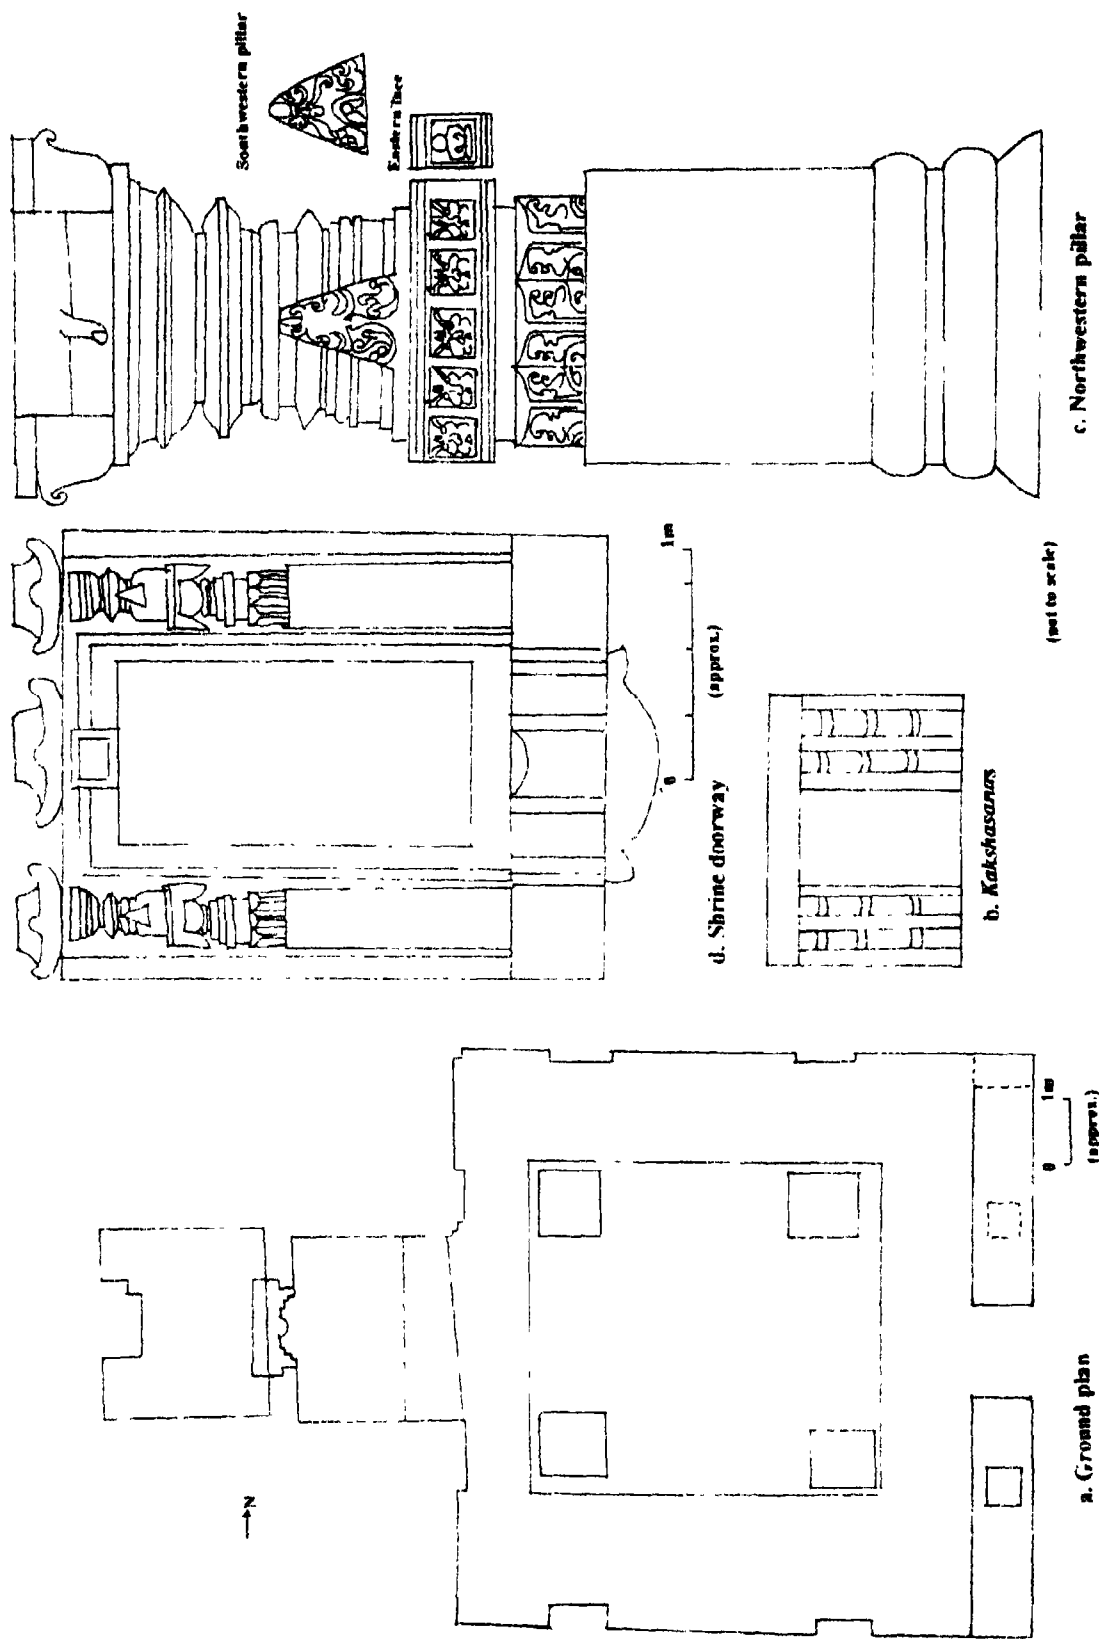 Southwestern pillar
Eastern face
c. Northwestern pillar
0
1m
(approx.)
d. Shrine doorway
(not to scale)
b. Kakshasanas
N
0
1m
(approx.)
a. Ground plan